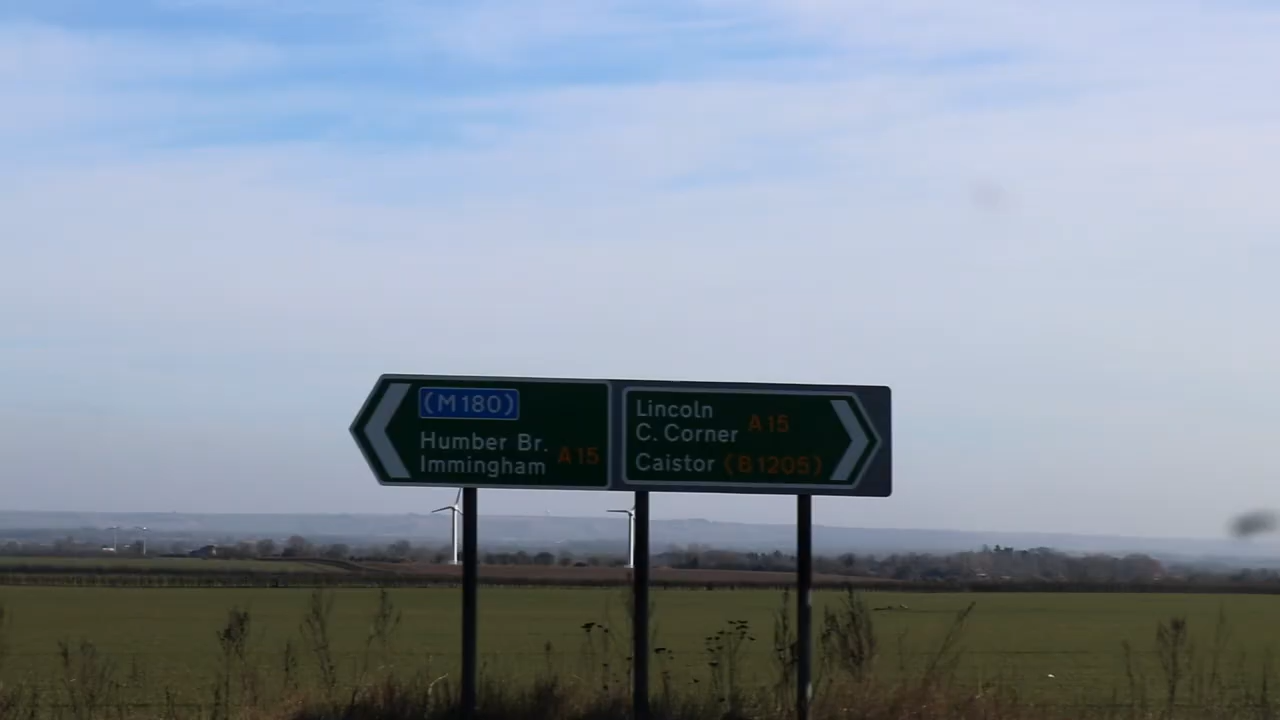 (M180)
Humber Br.
Immingham A15
Lincoln
C. Corner A15
Caistor (B1205)